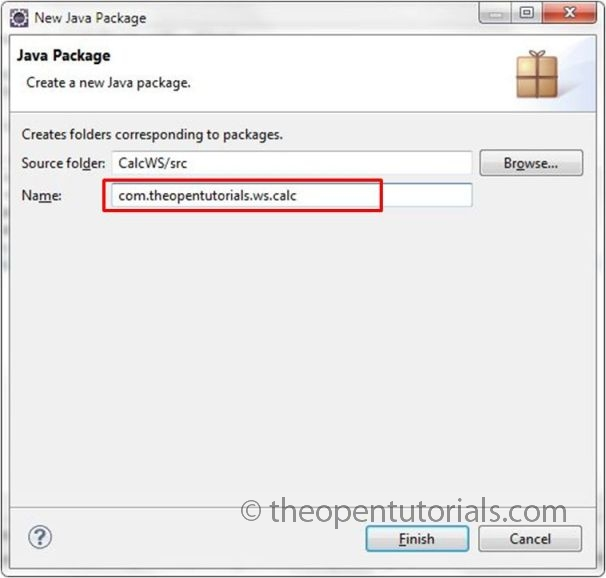 New Java Package
Java Package
Create a new Java package.
Creates folders corresponding to packages.
Source folder: CalcWS/src Browse...
Name: com.theopentutorials.ws.calc
© theopentutorials.com
? Finish Cancel